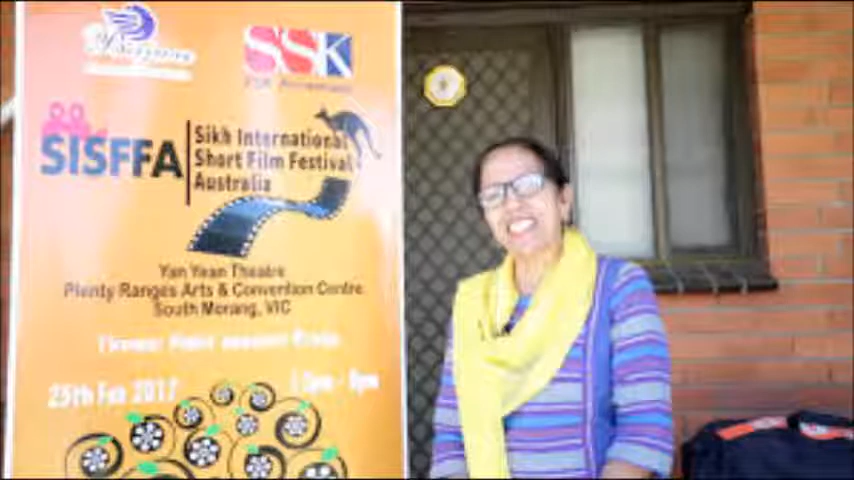 SSK
SISFFA
Sikh International
Short Film Festival
Australia
Yan Yean Theatre
Plenty Ranges Arts & Convention Centre
South Morang, VIC
25th Feb 2017